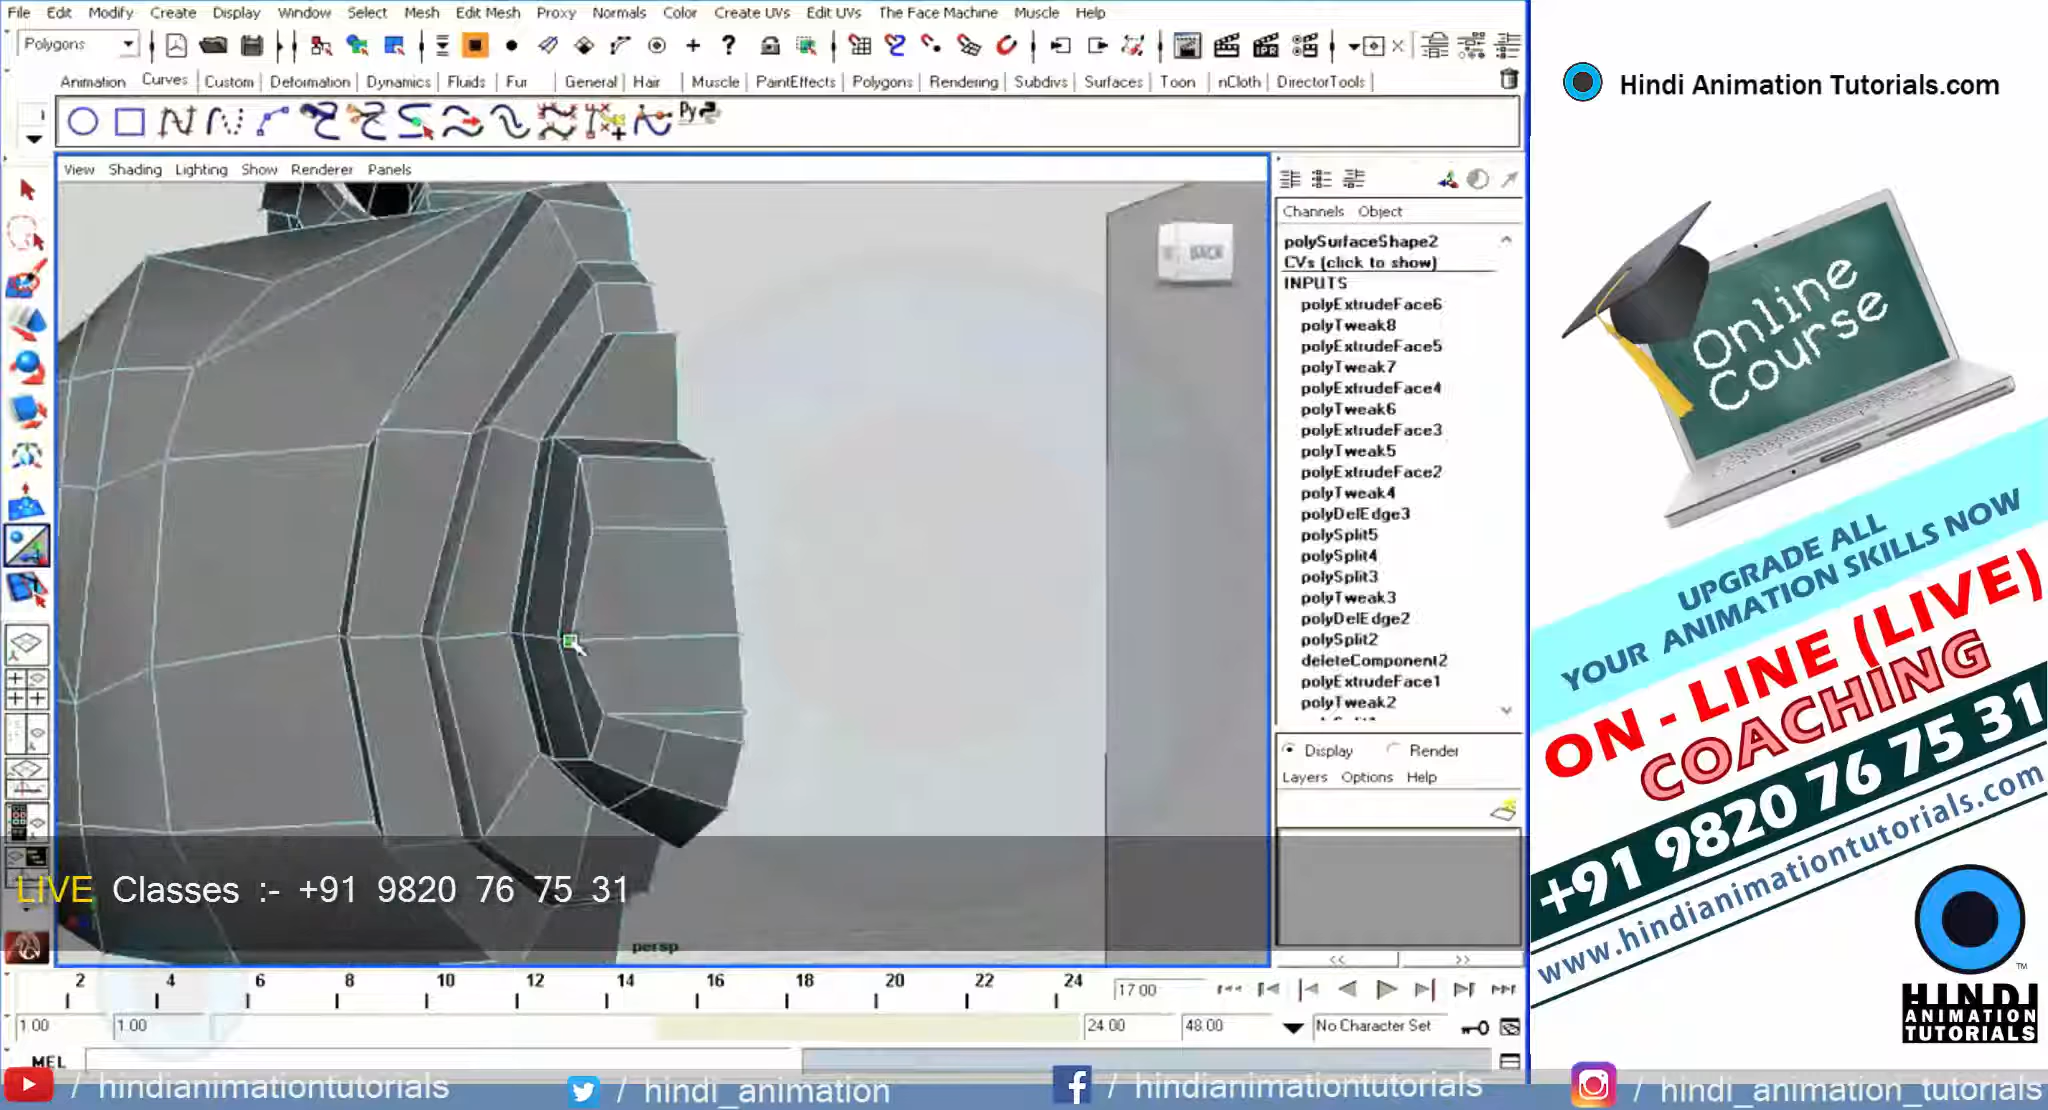 File Edit Modify Create Display Window Select Mesh Edit Mesh Proxy Normals Color Create UVs Edit UVs The Face Machine Muscle Help
Polygons
Animation Curves Custom Deformation Dynamics Fluids Fur General Hair Muscle PaintEffects Polygons Rendering Subdivs Surfaces Toon nCloth DirectorTools
View Shading Lighting Show Renderer Panels
BACK
Channels Object
polySurfaceShape2
CVs (click to show)
INPUTS
polyExtrudeFace6
polyTweak8
polyExtrudeFace5
polyTweak7
polyExtrudeFace4
polyTweak6
polyExtrudeFace3
polyTweak5
polyExtrudeFace2
polyTweak4
polyDelEdge3
polySplit5
polySplit4
polySplit3
polyTweak3
polyDelEdge2
polySplit2
deleteComponent2
polyExtrudeFace1
polyTweak2
Display Render
Layers Options Help
<< >>
LIVE Classes :- +91 9820 76 75 31
persp
2 4 6 8 10 12 14 16 18 20 22 24
17.00
1.00 1.00 24.00 48.00 No Character Set
MEL
/ hindianimationtutorials / hindi_animation / hindianimationtutorials / hindi_animation_tutorials
Hindi Animation Tutorials.com
Online
Course
UPGRADE ALL
YOUR ANIMATION SKILLS NOW
ON - LINE (LIVE)
COACHING
+91 9820 76 75 31
www.hindianimationtutorials.com
TM
HINDI
ANIMATION
TUTORIALS